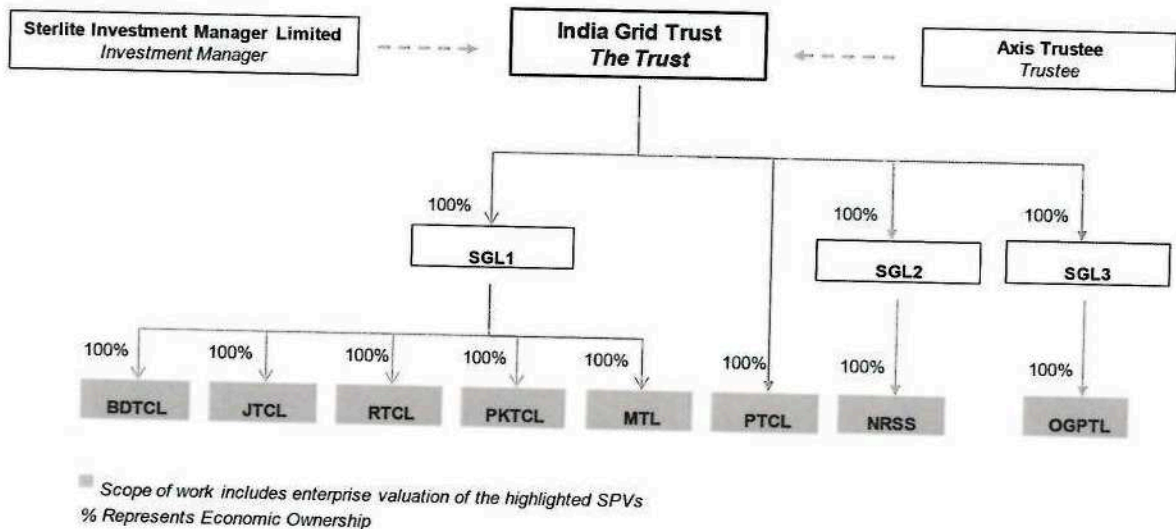 Sterlite Investment Manager Limited
Investment Manager
India Grid Trust
The Trust
Axis Trustee
Trustee
100%
100%
100%
SGL1
SGL2
SGL3
100%
100%
100%
100%
100%
100%
100%
100%
BDTCL
JTCL
RTCL
PKTCL
MTL
PTCL
NRSS
OGPTL
Scope of work includes enterprise valuation of the highlighted SPVs
% Represents Economic Ownership